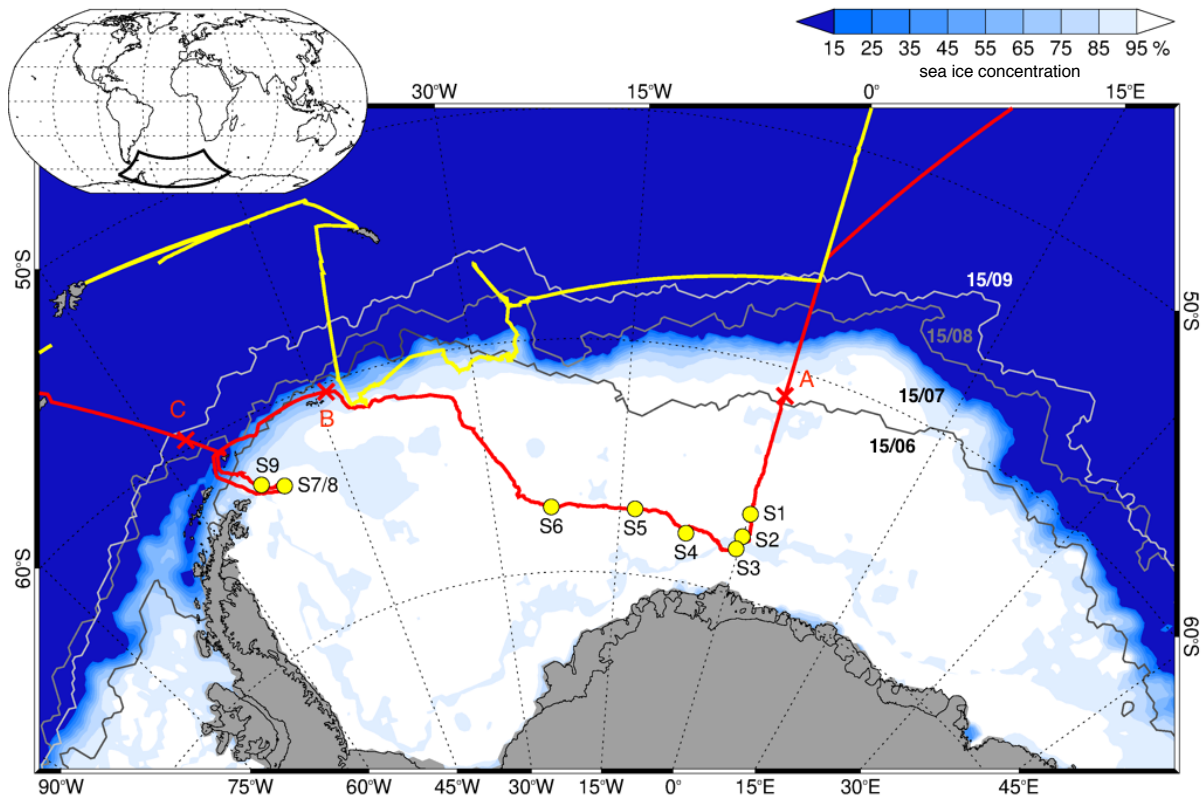 15 25 35 45 55 65 75 85 95 %
sea ice concentration
30°W 15°W 0° 15°E
50°S
15/09
50°S
15/08
A
15/07
C
B
15/06
S9
S7/8
S6
S5
S1
S4
S2
S3
60°S
60°S
90°W 75°W 60°W 45°W 30°W 15°W 0° 15°E 30°E 45°E